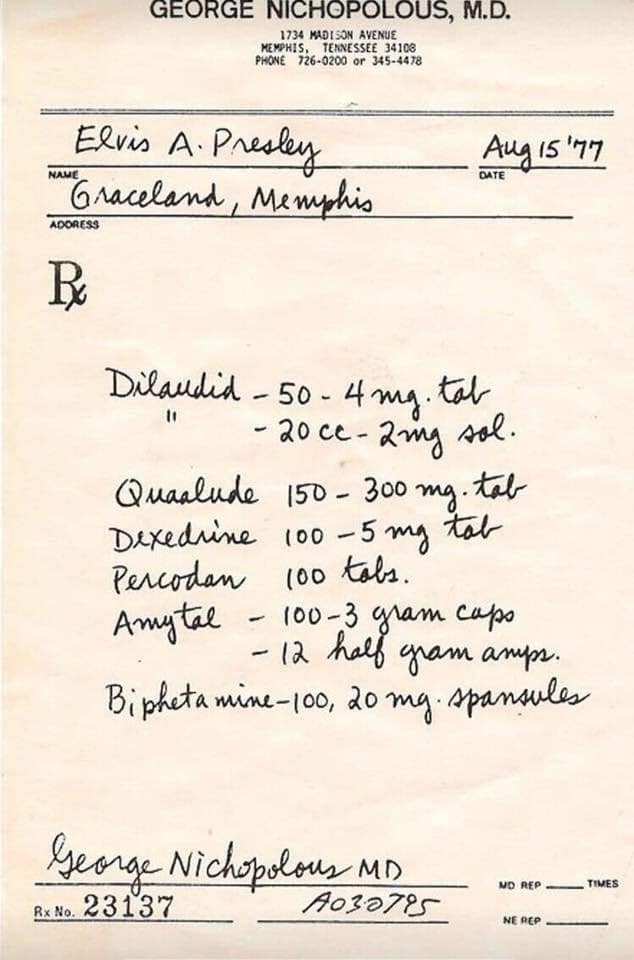 GEORGE NICHOPOLOUS, M.D.
1734 MADISON AVENUE
MEMPHIS, TENNESSEE 34108
PHONE 726-0200 or 345-4478
Elvis A. Presley Aug 15 '77
NAME DATE
Graceland, Memphis
ADDRESS
Rx
Dilaudid - 50 - 4 mg. tab
" - 20 cc - 2mg sol.
Quaalude 150 - 300 mg. tab
Dexedrine 100 - 5 mg tab
Percodan 100 tabs.
Amytal - 100 - 3 gram caps
- 12 half gram amps.
Biphetamine - 100, 20 mg. spansules
George Nichopolous MD
MD REP ____ TIMES
Rx No. 23137 A030795
NE REP ____